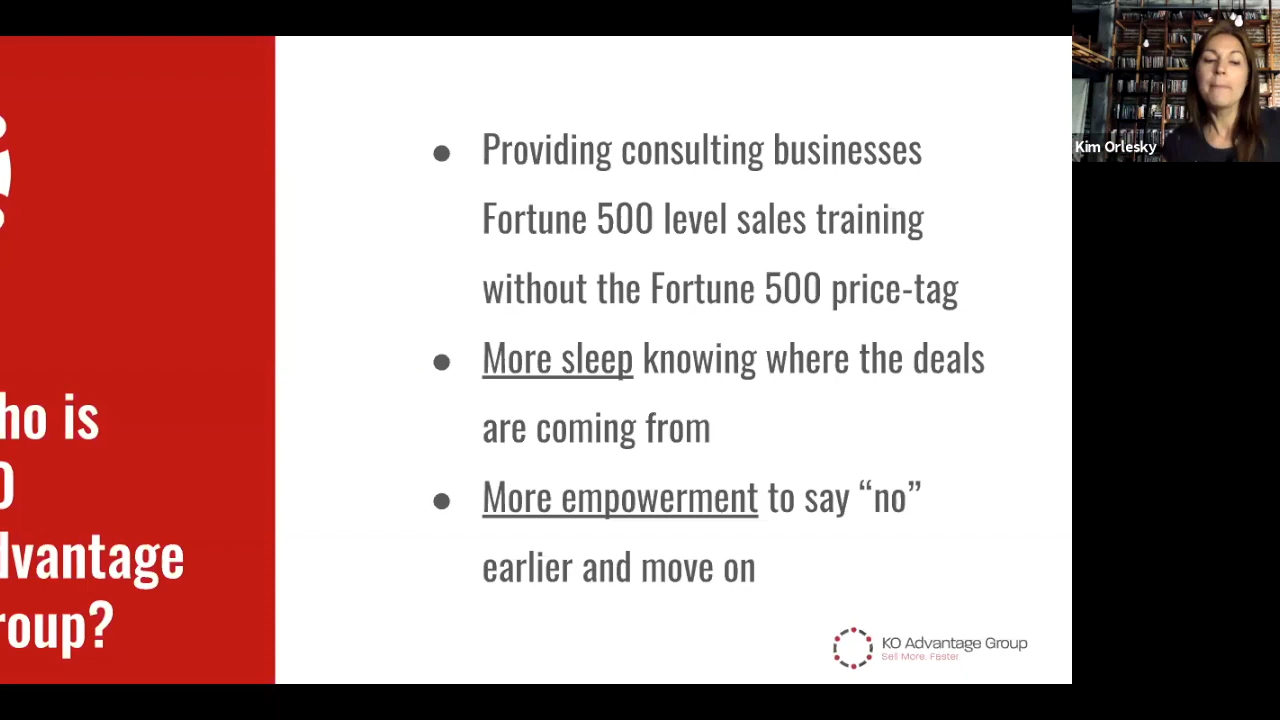 ho is
dvantage
roup?
● Providing consulting businesses
Fortune 500 level sales training
without the Fortune 500 price-tag
● More sleep knowing where the deals
are coming from
● More empowerment to say “no”
earlier and move on
KO Advantage Group
Sell More. Faster.
Kim Orlesky